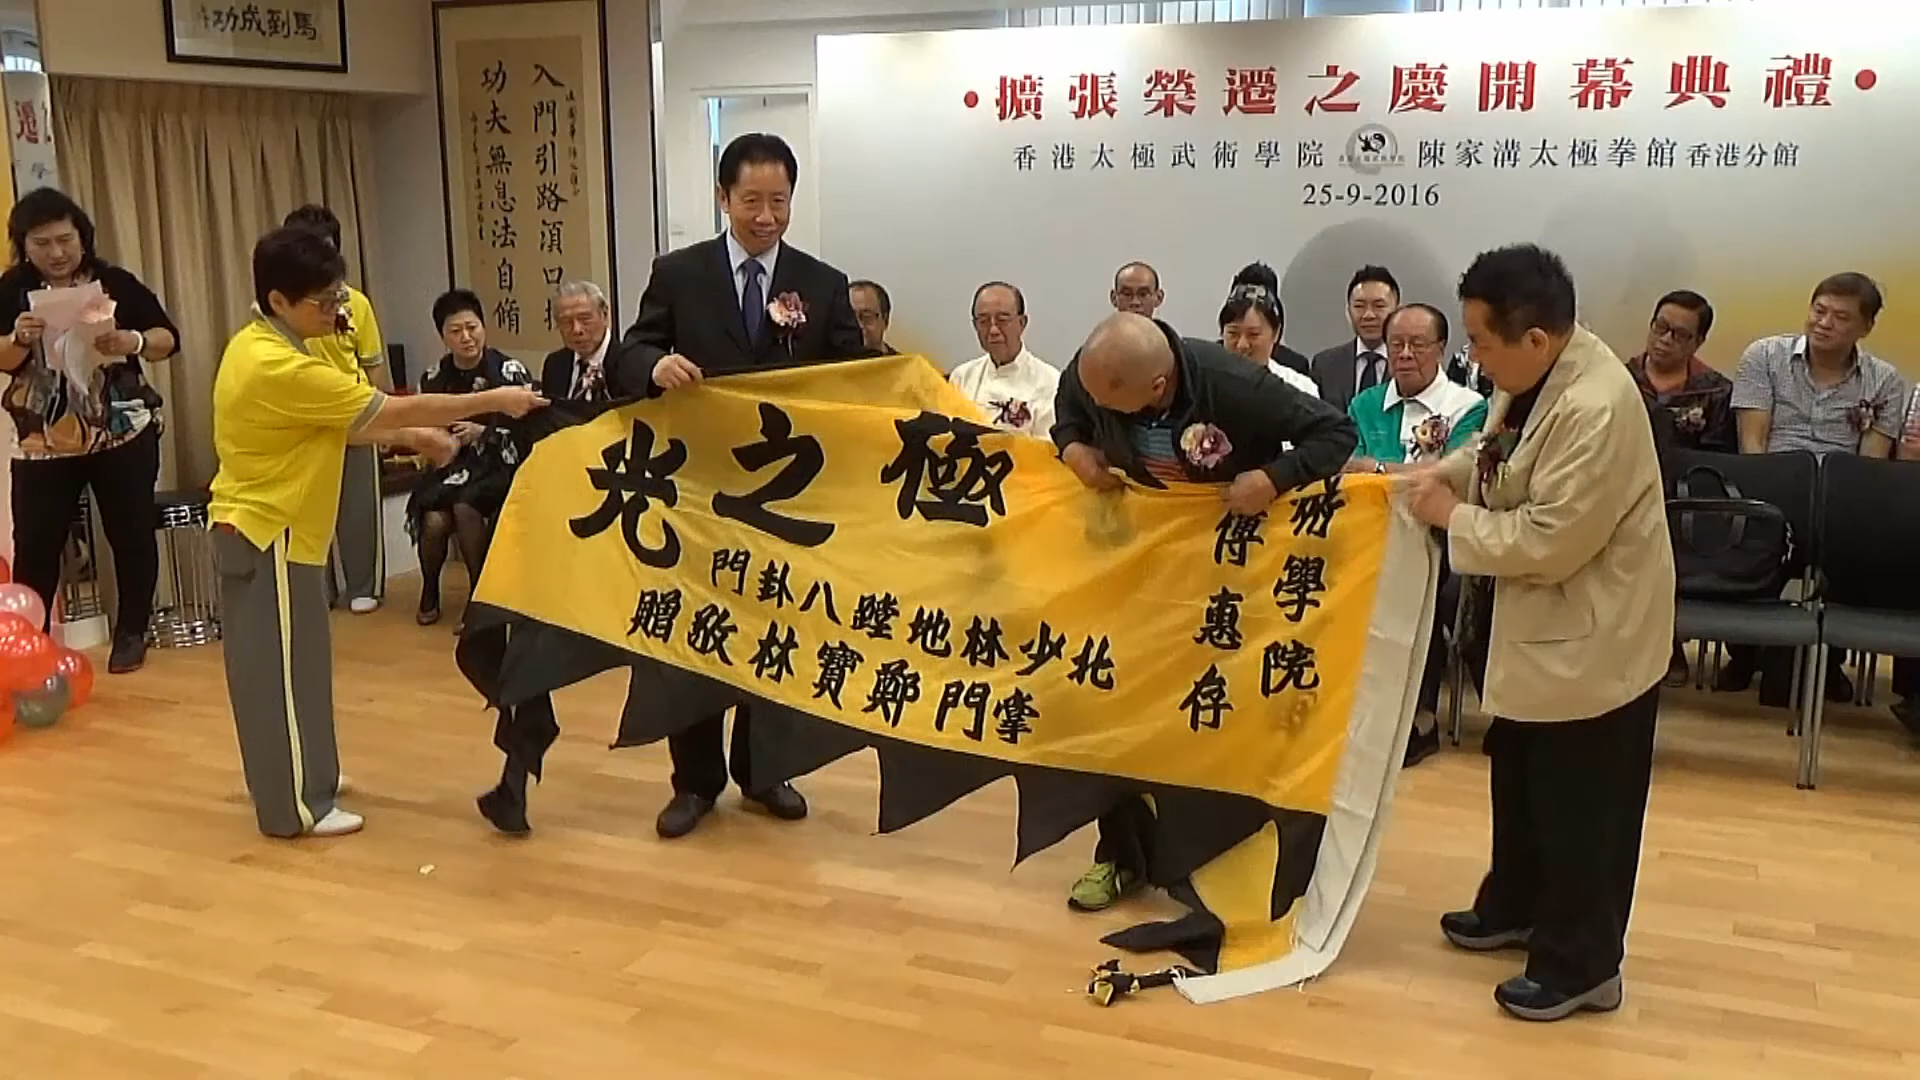 馬到成功
入門引路須口
功夫無息法自脩
•擴張榮遷之慶開幕典禮•
香港太極武術學院 陳家溝太極拳館香港分館
25-9-2016
遷
術學院
傅惠存
極之光
北少林地蹚八卦門
掌門鄭寶林敬贈